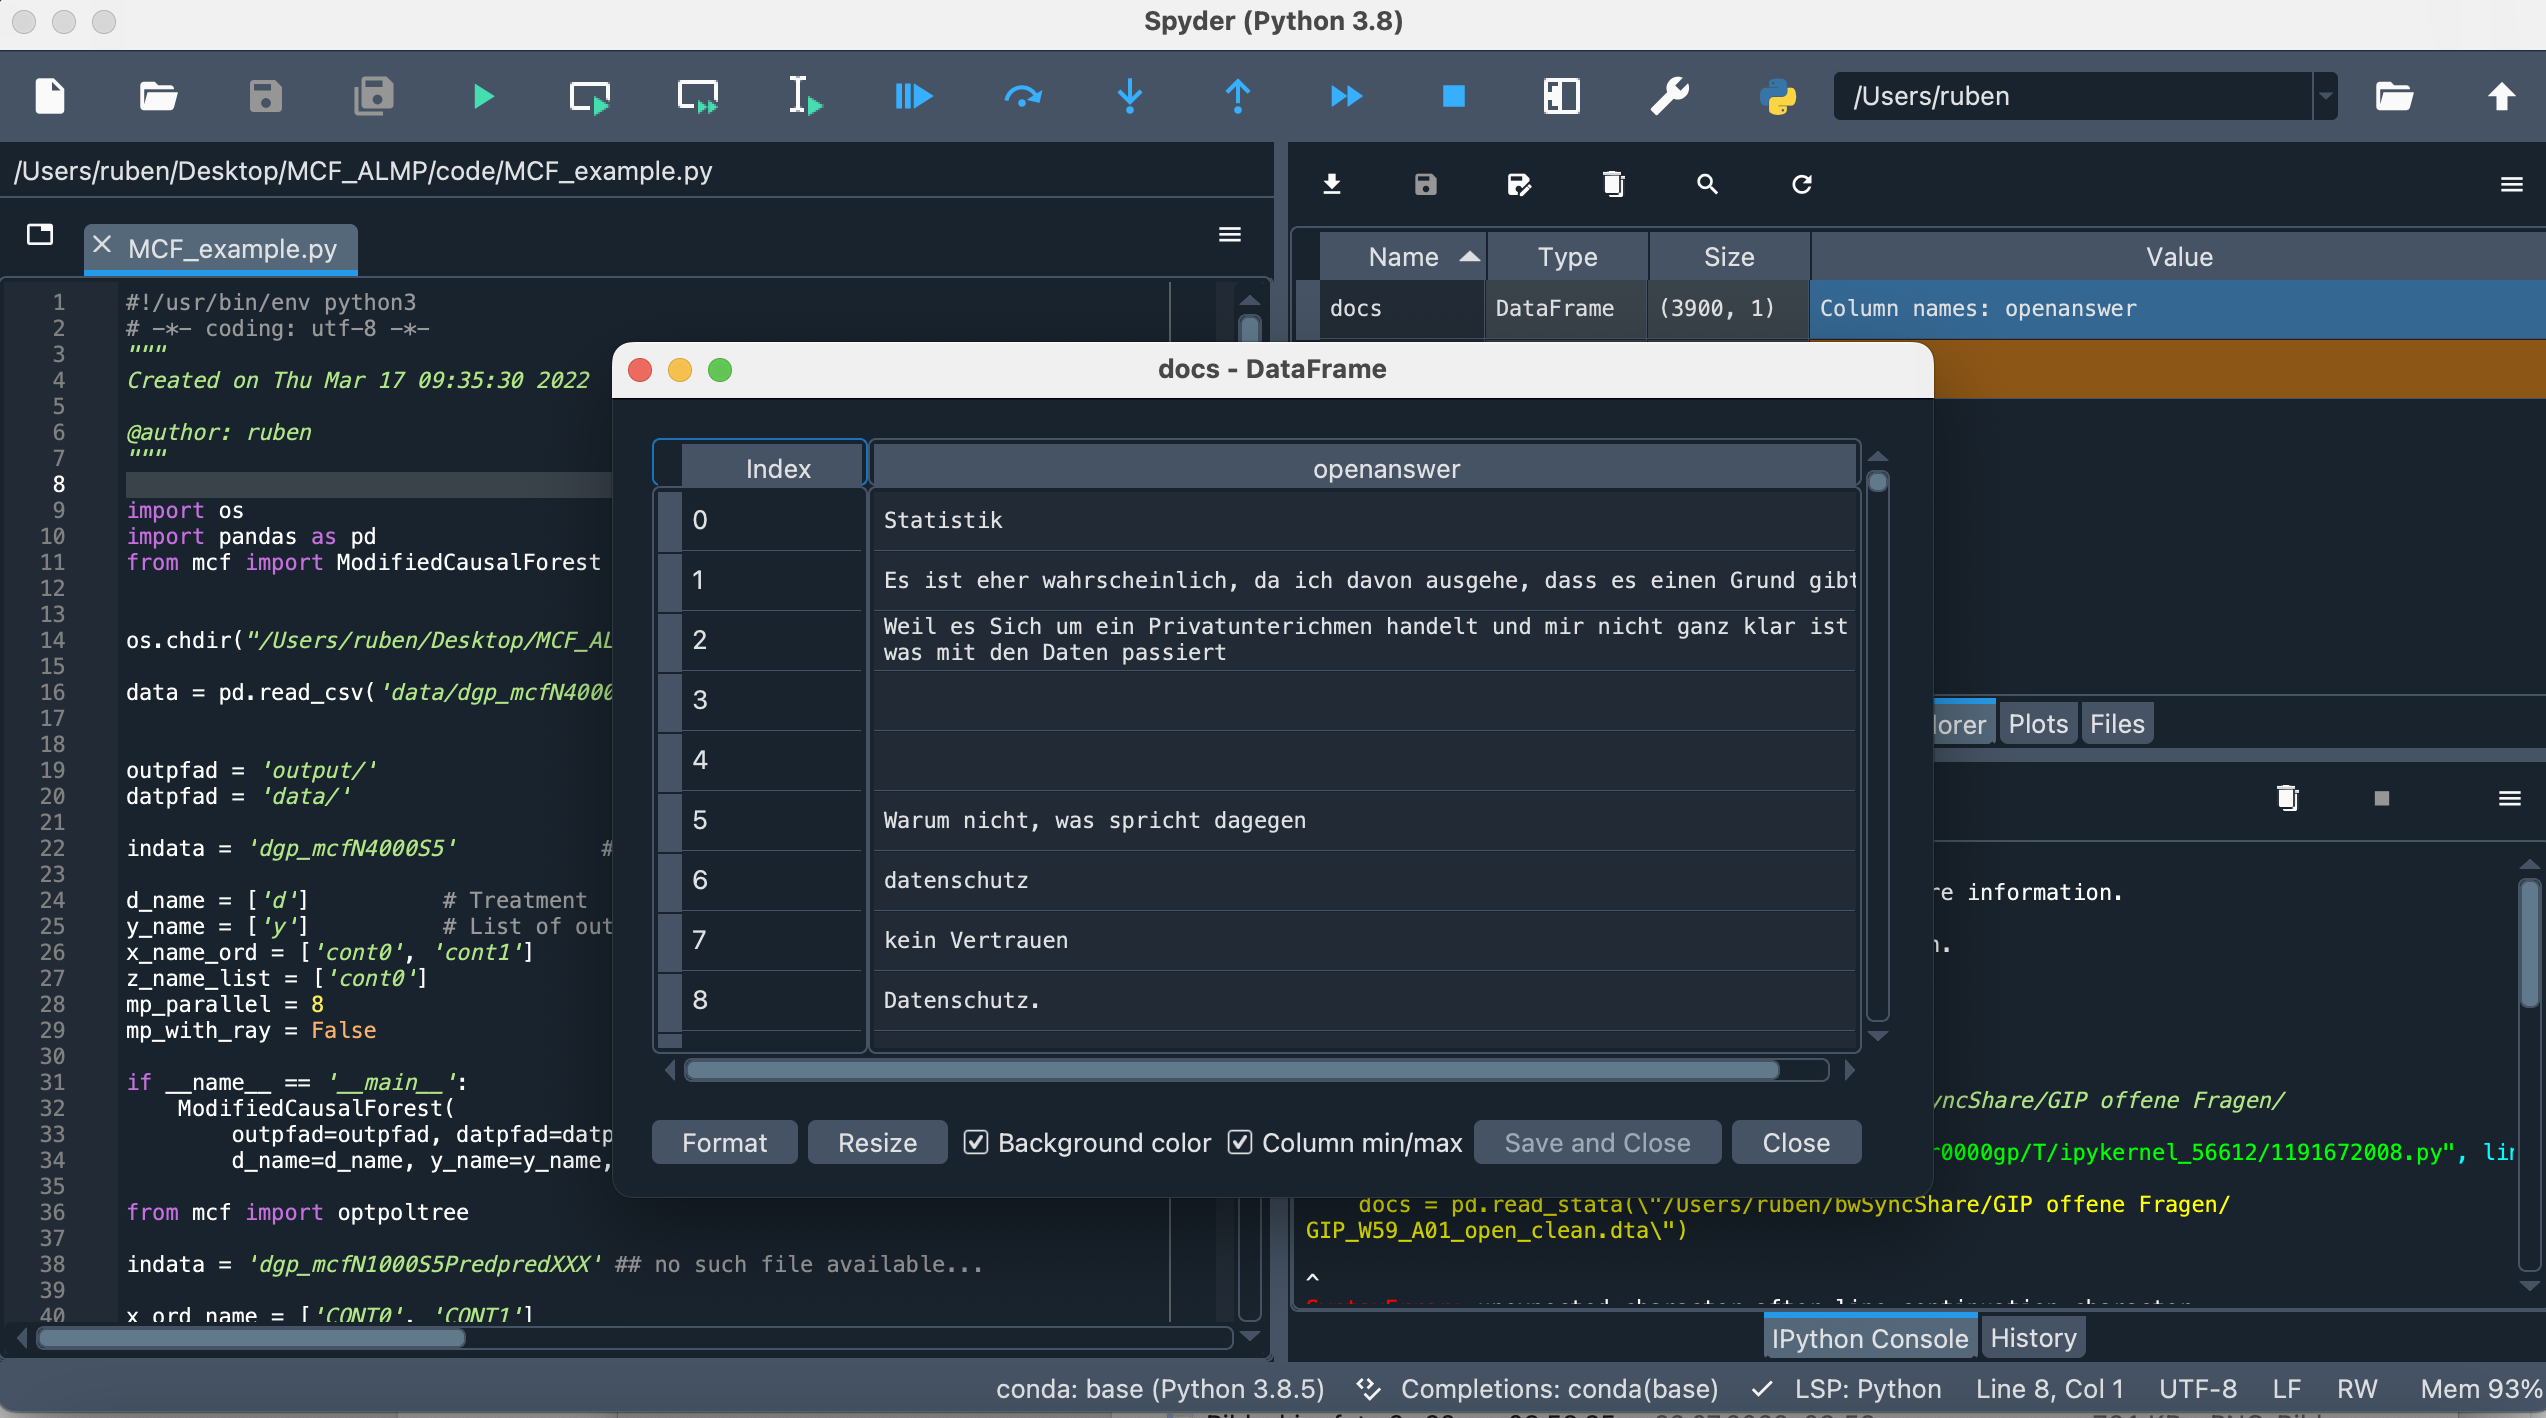 Spyder (Python 3.8)
/Users/ruben
/Users/ruben/Desktop/MCF_ALMP/code/MCF_example.py
MCF_example.py
1 #!/usr/bin/env python3
2 # -*- coding: utf-8 -*-
3 """
4 Created on Thu Mar 17 09:35:30 2022
5
6 @author: ruben
7 """
8
9 import os
10 import pandas as pd
11 from mcf import ModifiedCausalForest
12
13
14 os.chdir("/Users/ruben/Desktop/MCF_AL
15
16 data = pd.read_csv('data/dgp_mcfN4000
17
18
19 outpfad = 'output/'
20 datpfad = 'data/'
21
22 indata = 'dgp_mcfN4000S5' #
23
24 d_name = ['d'] # Treatment
25 y_name = ['y'] # List of out
26 x_name_ord = ['cont0', 'cont1']
27 z_name_list = ['cont0']
28 mp_parallel = 8
29 mp_with_ray = False
30
31 if __name__ == '__main__':
32 ModifiedCausalForest(
33 outpfad=outpfad, datpfad=datp
34 d_name=d_name, y_name=y_name,
35
36 from mcf import optpoltree
37
38 indata = 'dgp_mcfN1000S5PredpredXXX' ## no such file available...
39
40 x_ord_name = ['CONT0', 'CONT1']
Name Type Size Value
docs DataFrame (3900, 1) Column names: openanswer
docs - DataFrame
Index openanswer
0 Statistik
1 Es ist eher wahrscheinlich, da ich davon ausgehe, dass es einen Grund gibt
2 Weil es Sich um ein Privatunterichmen handelt und mir nicht ganz klar ist
was mit den Daten passiert
3
4
5 Warum nicht, was spricht dagegen
6 datenschutz
7 kein Vertrauen
8 Datenschutz.
Format Resize Background color Column min/max Save and Close Close
lorer Plots Files
re information.
n.
yncShare/GIP offene Fragen/
r0000gp/T/ipykernel_56612/1191672008.py", lin
docs = pd.read_stata(\"/Users/ruben/bwSyncShare/GIP offene Fragen/
GIP_W59_A01_open_clean.dta\")
^
SyntaxError: unexpected character after line continuation character
IPython Console History
conda: base (Python 3.8.5) Completions: conda(base) LSP: Python Line 8, Col 1 UTF-8 LF RW Mem 93%